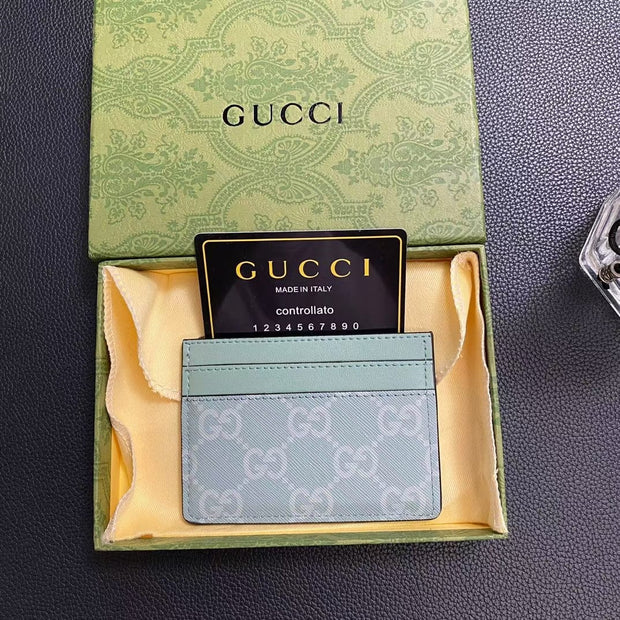 GUCCI
GUCCI
MADE IN ITALY
controllato
1 2 3 4 5 6 7 8 9 0